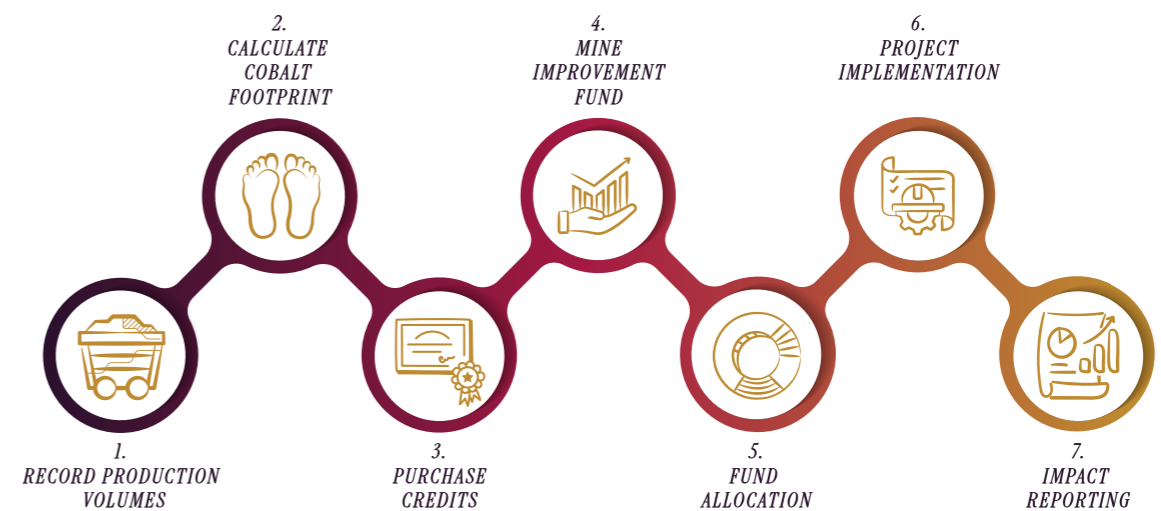 1.
RECORD PRODUCTION
VOLUMES
2.
CALCULATE
COBALT
FOOTPRINT
3.
PURCHASE
CREDITS
4.
MINE
IMPROVEMENT
FUND
5.
FUND
ALLOCATION
6.
PROJECT
IMPLEMENTATION
7.
IMPACT
REPORTING